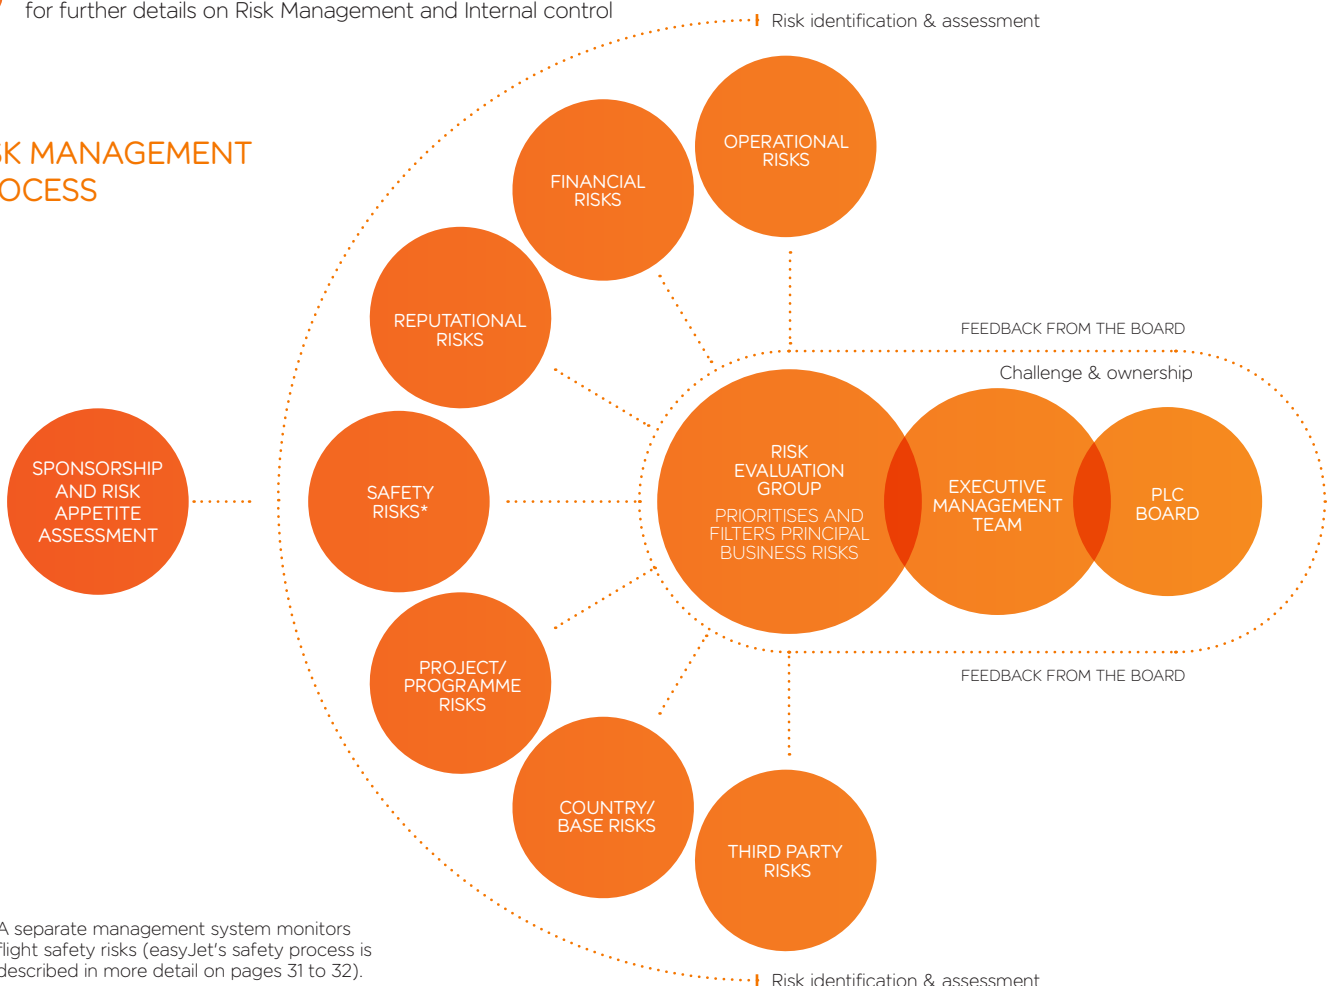 for further details on Risk Management and Internal control
Risk identification & assessment
SK MANAGEMENT
OCESS
OPERATIONAL
RISKS
FINANCIAL
RISKS
REPUTATIONAL
RISKS
FEEDBACK FROM THE BOARD
Challenge & ownership
SPONSORSHIP
AND RISK
APPETITE
ASSESSMENT
SAFETY
RISKS*
RISK
EVALUATION
GROUP
PRIORITISES AND
FILTERS PRINCIPAL
BUSINESS RISKS
EXECUTIVE
MANAGEMENT
TEAM
PLC
BOARD
PROJECT/
PROGRAMME
RISKS
FEEDBACK FROM THE BOARD
COUNTRY/
BASE RISKS
THIRD PARTY
RISKS
A separate management system monitors
flight safety risks (easyJet's safety process is
described in more detail on pages 31 to 32).
Risk identification & assessment